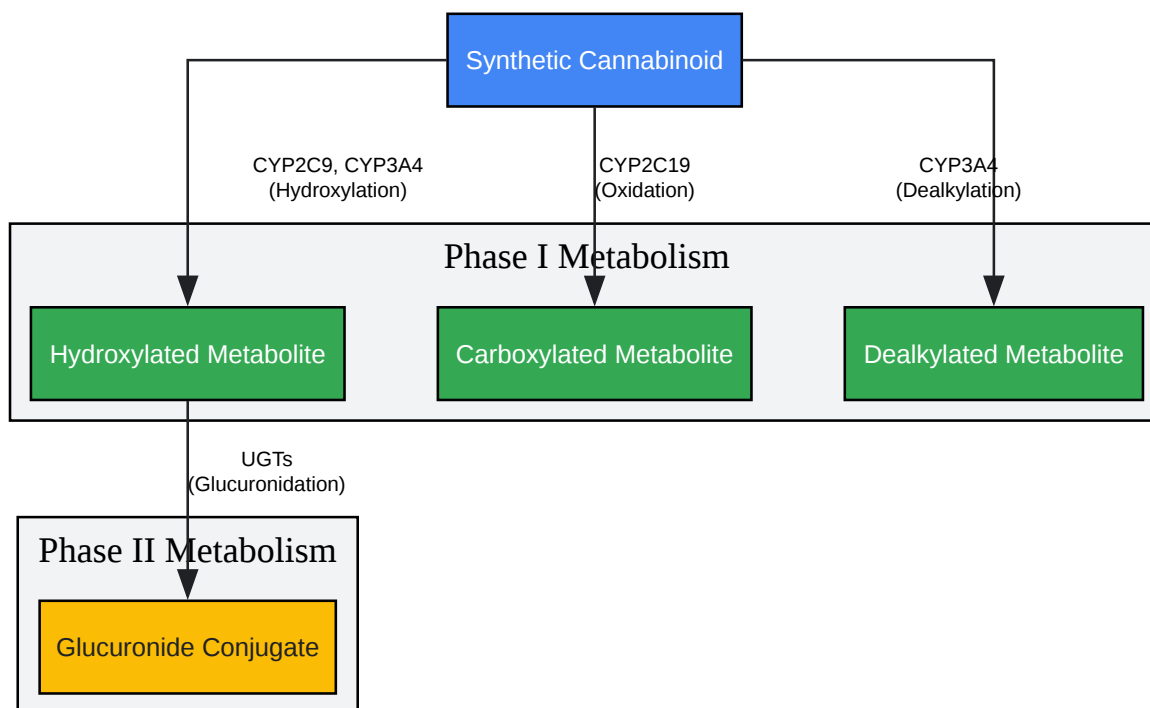 Synthetic Cannabinoid
CYP2C9, CYP3A4
(Hydroxylation)
CYP2C19
(Oxidation)
CYP3A4
(Dealkylation)
Phase I Metabolism
Hydroxylated Metabolite
Carboxylated Metabolite
Dealkylated Metabolite
UGTs
(Glucuronidation)
Phase II Metabolism
Glucuronide Conjugate